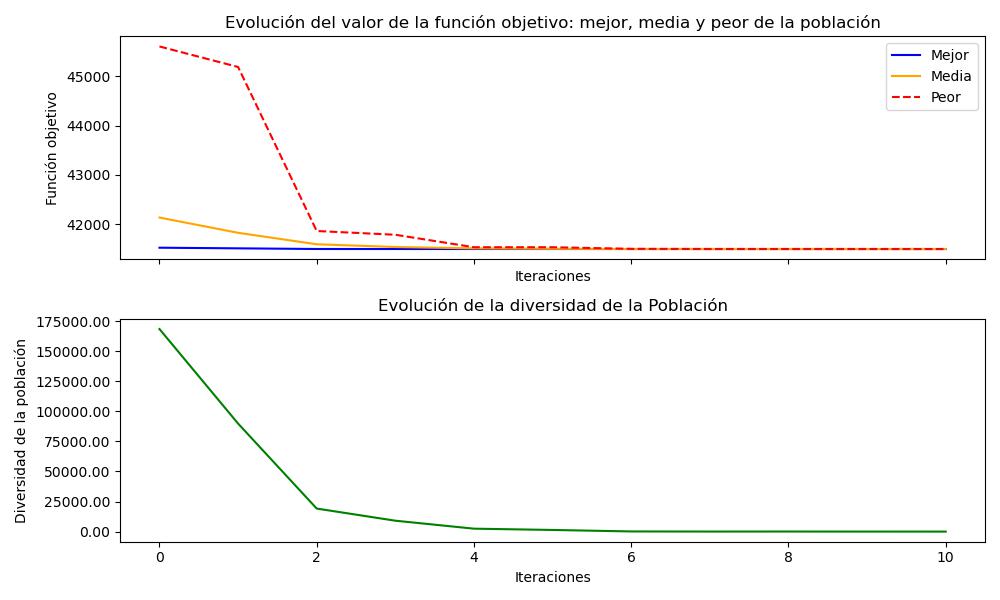 Evolución del valor de la función objetivo: mejor, media y peor de la población
Función objetivo
45000
44000
43000
42000
Mejor
Media
Peor
Iteraciones
Evolución de la diversidad de la Población
Diversidad de la población
175000.00
150000.00
125000.00
100000.00
75000.00
50000.00
25000.00
0.00
0 2 4 6 8 10
Iteraciones